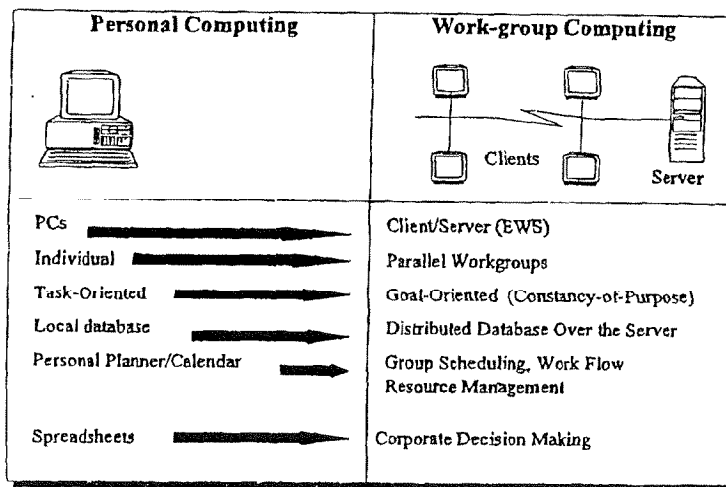 Personal Computing
Work-group Computing
Clients
Server
PCs
Client/Server (EWS)
Individual
Parallel Workgroups
Task-Oriented
Goal-Oriented (Constancy-of-Purpose)
Local database
Distributed Database Over the Server
Personal Planner/Calendar
Group Scheduling, Work Flow
Resource Management
Spreadsheets
Corporate Decision Making